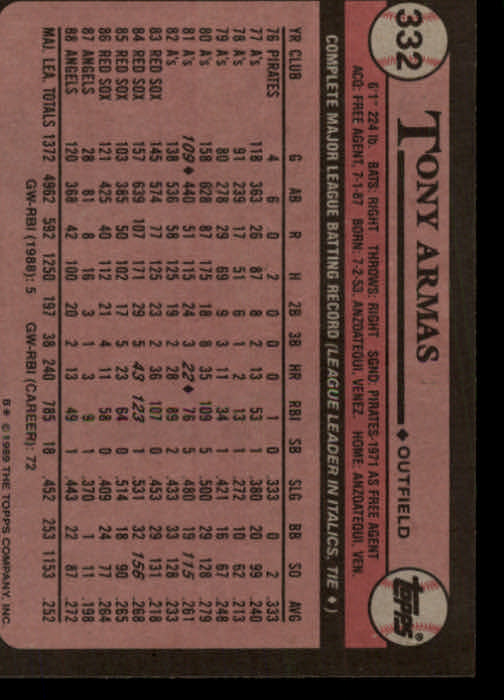 332
TONY ARMAS
♦ OUTFIELD
TOPPS®
6'1" 224 lb. BATS: RIGHT THROWS: RIGHT SGND: PIRATES-1971 AS FREE AGENT
ACQ: FREE AGENT, 7-1-87 BORN: 7-2-53, ANZOATEQUI, VENEZ. HOME: ANZOATEQUI, VEN.
COMPLETE MAJOR LEAGUE BATTING RECORD (LEAGUE LEADER IN ITALICS, TIE ♦)
YR CLUB G AB R H 2B 3B HR RBI SB SLG BB SO AVG
76 PIRATES 4 6 0 2 0 0 0 1 0 .333 0 2 .333
77 A's 118 363 26 87 8 2 13 53 1 .380 20 99 .240
78 A's 91 239 17 51 6 1 2 13 1 .272 10 62 .213
79 A's 80 278 29 69 9 3 11 34 1 .421 16 67 .248
80 A's 158 628 87 175 18 8 35 109 5 .500 29 128 .279
81 A's 109♦ 440 51 115 24 3 22♦ 76 5 .480 19 115 .261
82 A's 138 536 58 125 19 2 28 89 2 .433 33 128 .233
83 RED SOX 145 574 77 125 23 2 36 107 0 .453 29 131 .218
84 RED SOX 157 639 107 171 29 5 43 123 1 .531 32 156 .268
85 RED SOX 103 385 50 102 17 5 23 64 0 .514 18 90 .265
86 RED SOX 121 425 40 112 21 4 11 58 0 .409 24 77 .264
87 ANGELS 28 81 8 16 3 1 3 9 1 .370 1 11 .198
88 ANGELS 120 368 42 100 20 2 13 49 1 .443 22 87 .272
MAJ. LEA. TOTALS 1372 4962 592 1250 197 38 240 785 18 .452 253 1153 .252
GW-RBI (1988): 5 GW-RBI (CAREER): 72
B* © 1989 THE TOPPS COMPANY, INC.